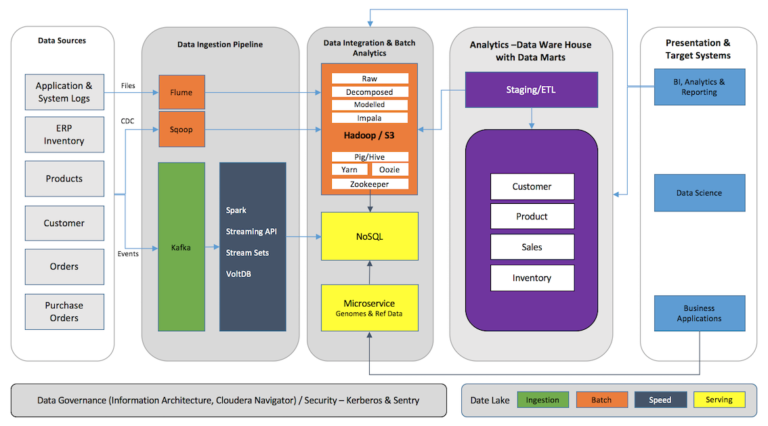 Data Sources
Application &
System Logs
ERP
Inventory
Products
Customer
Orders
Purchase
Orders
Files
CDC
Events
Data Ingestion Pipeline
Flume
Sqoop
Kafka
Spark
Streaming API
Stream Sets
VoltDB
Data Integration & Batch
Analytics
Raw
Decomposed
Modelled
Impala
Hadoop / S3
Pig/Hive
Yarn
Oozie
Zookeeper
NoSQL
Microservice
Genomes & Ref Data
Analytics –Data Ware House
with Data Marts
Staging/ETL
Customer
Product
Sales
Inventory
Presentation &
Target Systems
BI, Analytics &
Reporting
Data Science
Business
Applications
Data Governance (Information Architecture, Cloudera Navigator) / Security – Kerberos & Sentry
Date Lake
Ingestion
Batch
Speed
Serving